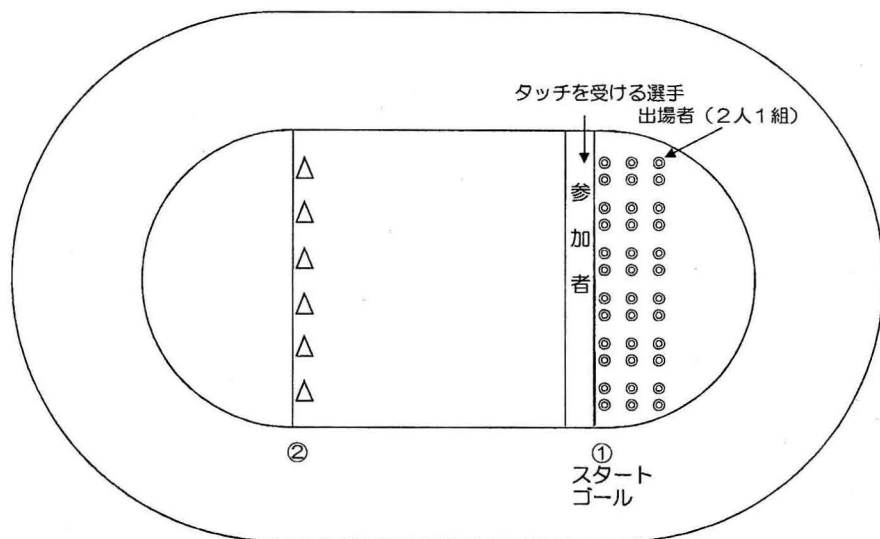 タッチを受ける選手
出場者（２人１組）
参加者
②
①
スタート
ゴール